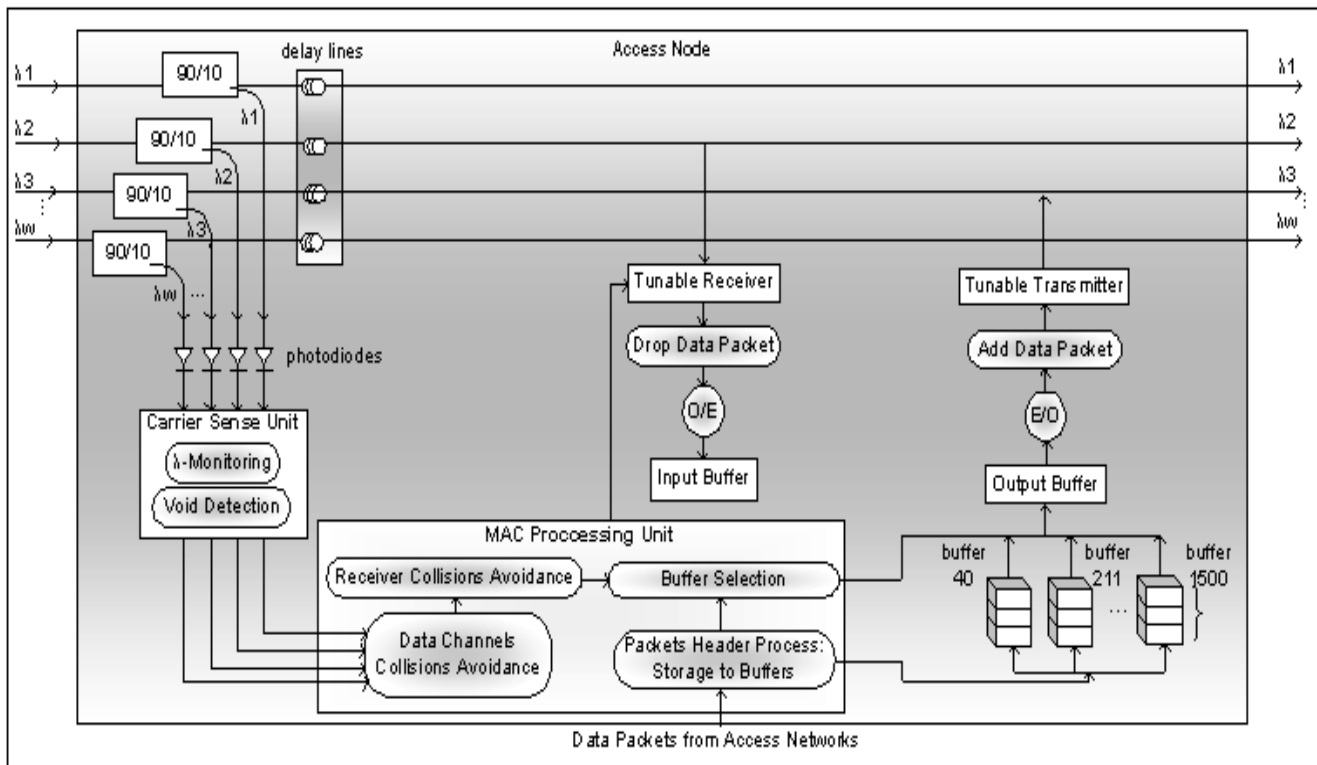 Access Node
delay lines
λ1
90/10
λ1
λ1
λ2
90/10
λ2
λ2
λ3
90/10
λ3
λ3
...
...
λw
90/10
λw
...
λw
photodiodes
Carrier Sense Unit
λ-Monitoring
Void Detection
Tunable Receiver
Drop Data Packet
O/E
Input Buffer
Tunable Transmitter
Add Data Packet
E/O
Output Buffer
MAC Proccessing Unit
Receiver Collisions Avoidance
Buffer Selection
Data Channels
Collisions Avoidance
Packets Header Process:
Storage to Buffers
buffer
40
buffer
211
...
buffer
1500
Data Packets from Access Networks